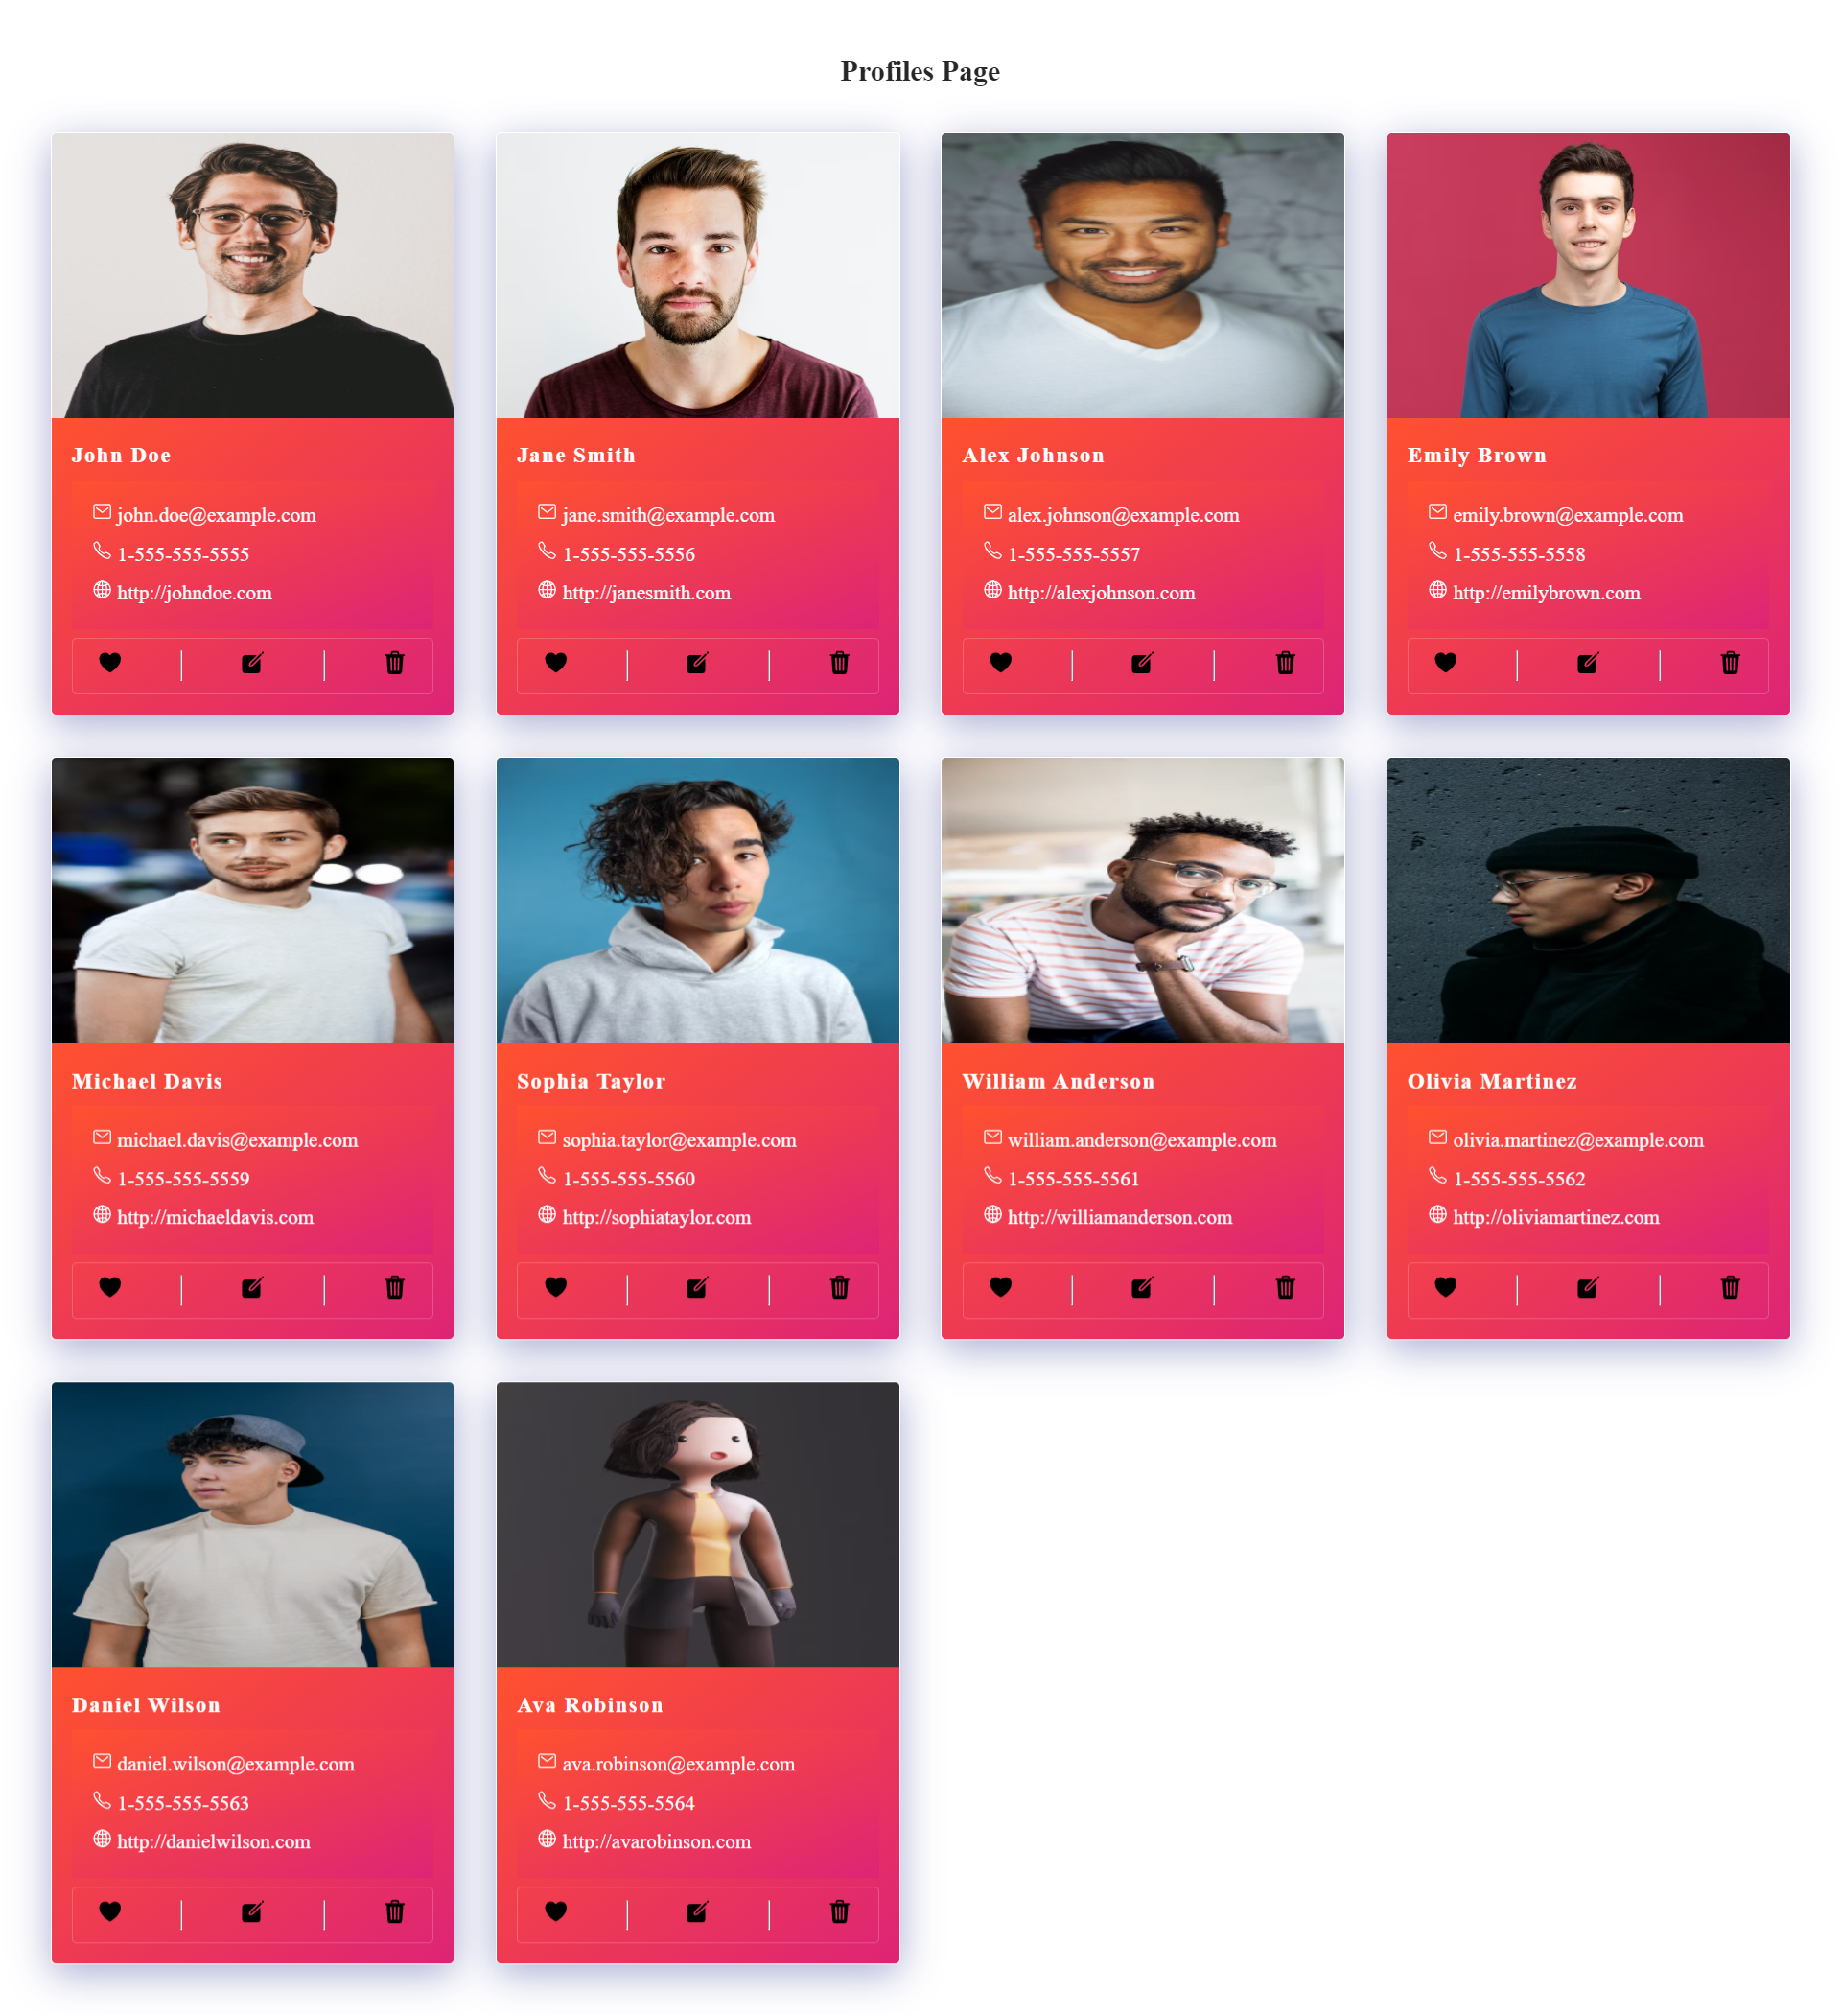 Profiles Page
John Doe
john.doe@example.com
1-555-555-5555
http://johndoe.com
Jane Smith
jane.smith@example.com
1-555-555-5556
http://janesmith.com
Alex Johnson
alex.johnson@example.com
1-555-555-5557
http://alexjohnson.com
Emily Brown
emily.brown@example.com
1-555-555-5558
http://emilybrown.com
Michael Davis
michael.davis@example.com
1-555-555-5559
http://michaeldavis.com
Sophia Taylor
sophia.taylor@example.com
1-555-555-5560
http://sophiataylor.com
William Anderson
william.anderson@example.com
1-555-555-5561
http://williamanderson.com
Olivia Martinez
olivia.martinez@example.com
1-555-555-5562
http://oliviamartinez.com
Daniel Wilson
daniel.wilson@example.com
1-555-555-5563
http://danielwilson.com
Ava Robinson
ava.robinson@example.com
1-555-555-5564
http://avarobinson.com